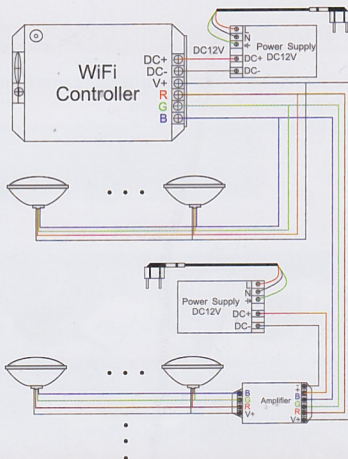 WiFi
Controller
DC+
DC-
V+
R
G
B
DC12V
L
N
Power Supply
DC12V
DC+
DC-
L
N
Power Supply
DC12V
DC+
DC-
B
G
R
V+
Amplifier
B
G
R
V+